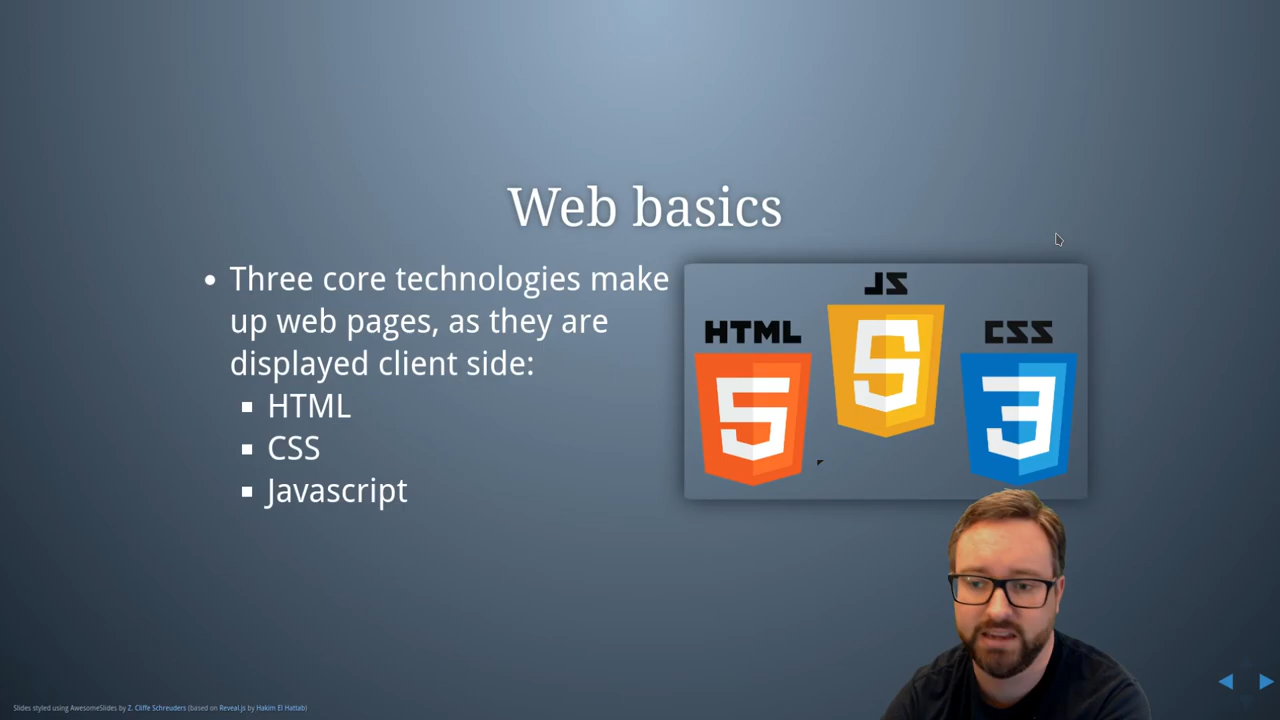 Web basics
• Three core technologies make
up web pages, as they are
displayed client side:
▪ HTML
▪ CSS
▪ Javascript
JS
HTML
CSS
5
5
3
Slides styled using AwesomeSlides by Z. Cliffe Schreuders (based on Reveal.js by Hakim El Hattab)